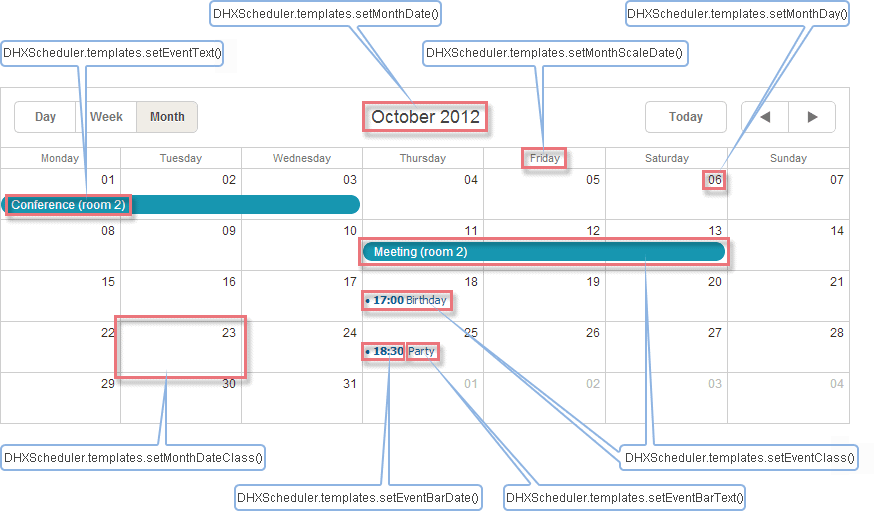 DHXScheduler.templates.setMonthDate()
DHXScheduler.templates.setMonthDay()
DHXScheduler.templates.setEventText()
DHXScheduler.templates.setMonthScaleDate()
Day Week Month October 2012 Today
Monday Tuesday Wednesday Thursday Friday Saturday Sunday
01 02 03 04 05 06 07
Conference (room 2)
08 09 10 11 12 13 14
Meeting (room 2)
15 16 17 18 19 20 21
• 17:00 Birthday
22 23 24 25 26 27 28
• 18:30 Party
29 30 31 01 02 03 04
DHXScheduler.templates.setMonthDateClass()
DHXScheduler.templates.setEventClass()
DHXScheduler.templates.setEventBarDate()
DHXScheduler.templates.setEventBarText()